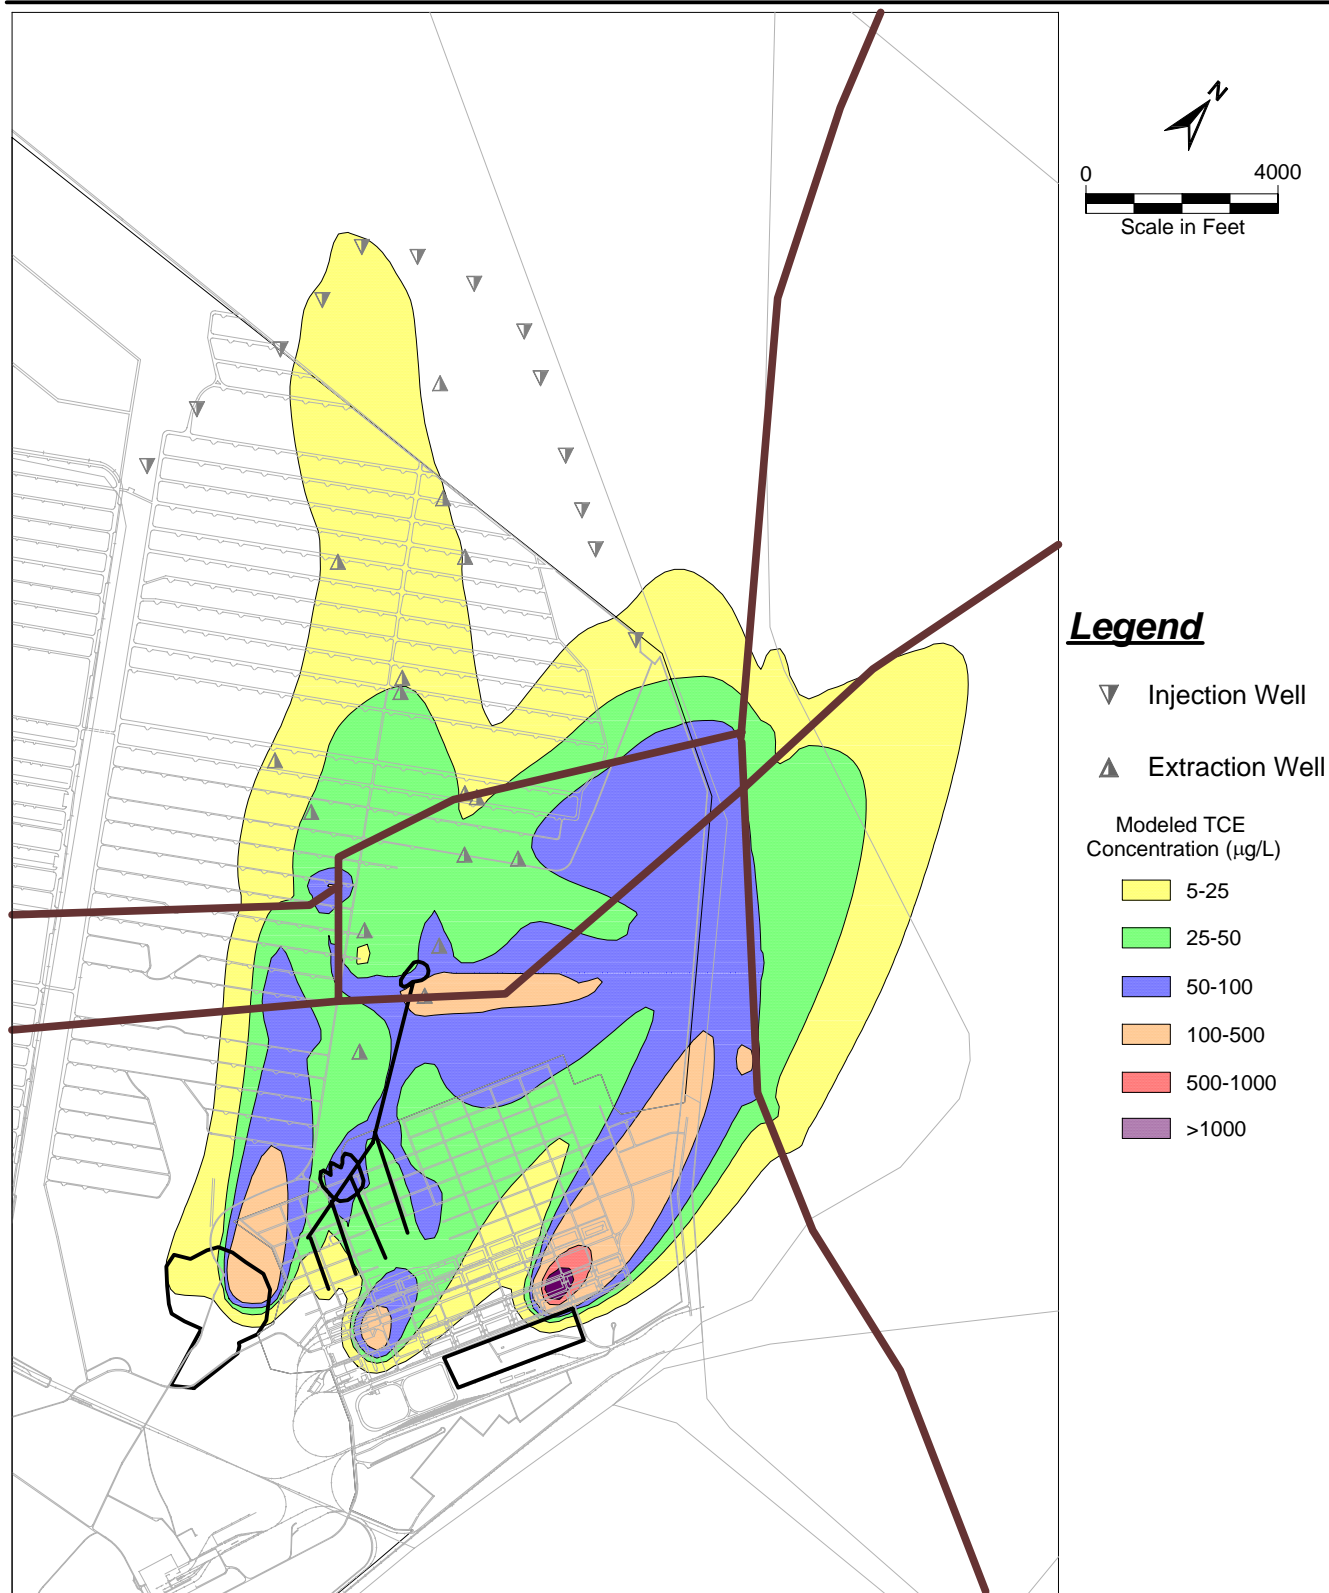 N
0 4000
Scale in Feet
Legend
Injection Well
Extraction Well
Modeled TCE
Concentration (µg/L)
5-25
25-50
50-100
100-500
500-1000
>1000